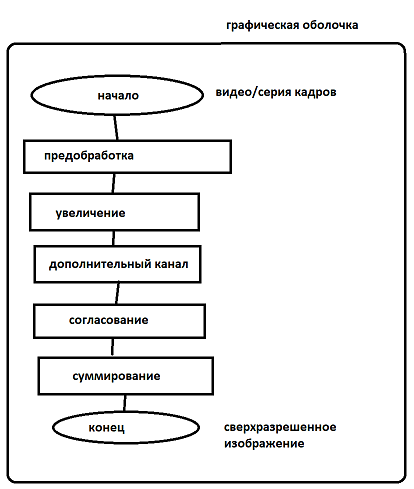 графическая оболочка
начало
видео/серия кадров
предобработка
увеличение
дополнительный канал
согласование
суммирование
конец
сверхразрешенное
изображение